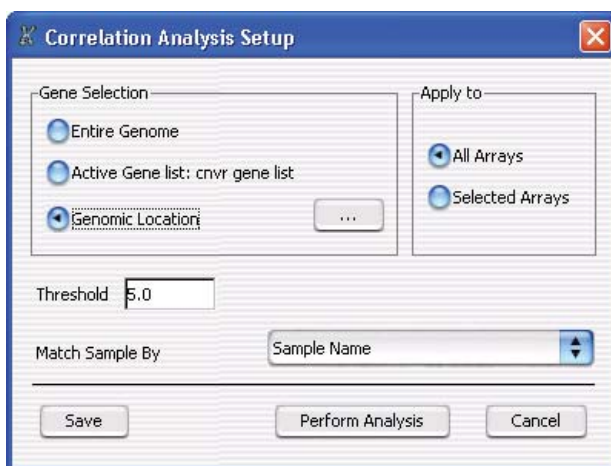 Correlation Analysis Setup
Gene Selection
Entire Genome
Active Gene list: cnvr gene list
Genomic Location
...
Apply to
All Arrays
Selected Arrays
Threshold 5.0
Match Sample By Sample Name
Save Perform Analysis Cancel